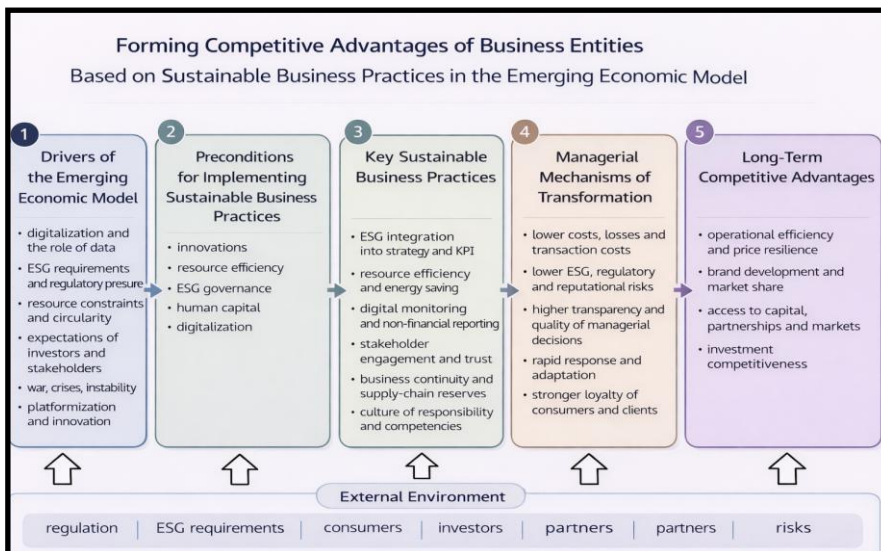 Forming Competitive Advantages of Business Entities
Based on Sustainable Business Practices in the Emerging Economic Model
1
Drivers of
the Emerging
Economic Model
• digitalization and
the role of data
• ESG requirements
and regulatory presure
• resource constraints
and circularity
• expectations of
investors and
stakeholders
• war, crises, instability
• platformization
and innovation
2
Preconditions
for Implementing
Sustainable Business
Practices
• innovations
• resource efficiency
• ESG governance
• human capital
• digitalization
3
Key Sustainable
Business Practices
• ESG integration
into strategy and KPI
• resource efficiency
and energy saving
• digital monitoring
and non-financial reporting
• stakeholder
engagement and trust
• business continuity and
supply-chain reserves
• culture of responsibility
and competencies
4
Managerial
Mechanisms of
Transformation
• lower costs, losses and
transaction costs
• lower ESG, regulatory
and reputational risks
• higher transparency and
quality of managerial
decisions
• rapid response and
adaptation
• stronger loyalty of
consumers and clients
5
Long-Term
Competitive Advantages
• operational efficiency
and price resilience
• brand development and
market share
• access to capital,
partnerships and markets
• investment
competitiveness
External Environment
regulation | ESG requirements | consumers | investors | partners | partners | risks